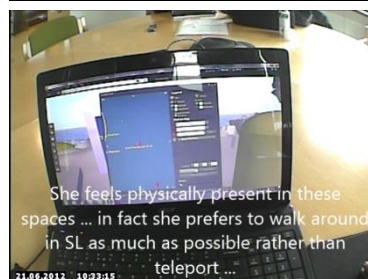 She feels physically present in these
spaces ... in fact she prefers to walk around
in SL as much as possible rather than
teleport ...
21.06.2012 10:33:15